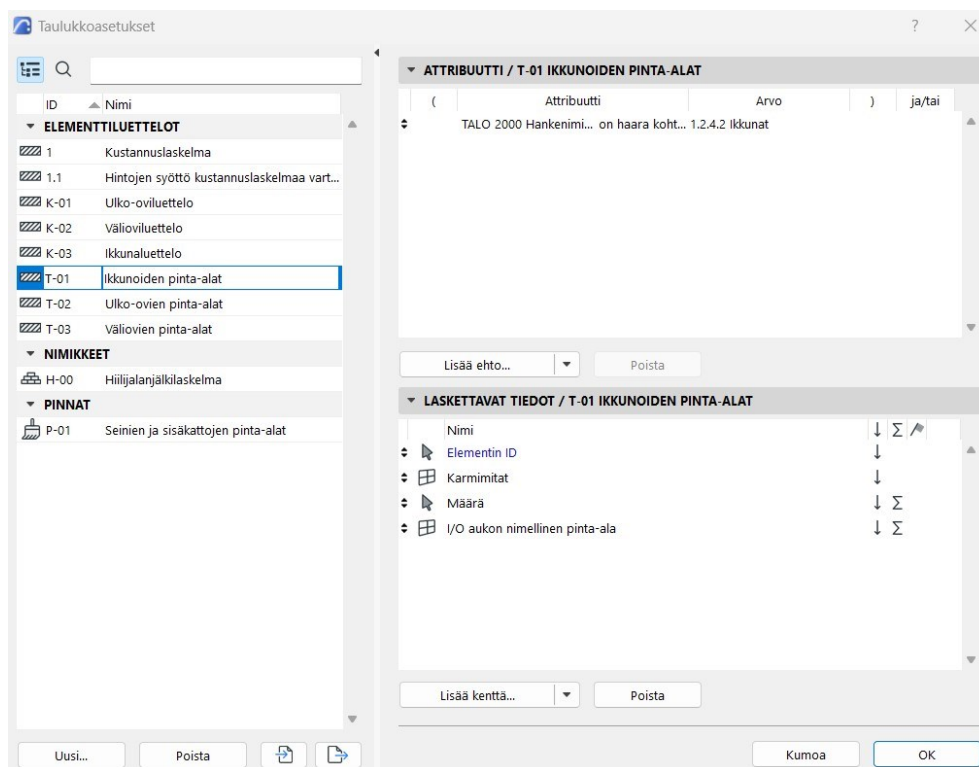 Taulukkoasetukset ?
ID Nimi
ELEMENTTILUETTELOT
1 Kustannuslaskelma
1.1 Hintojen syöttö kustannuslaskelmaa vart...
K-01 Ulko-oviluettelo
K-02 Välioviluettelo
K-03 Ikkunaluettelo
T-01 Ikkunoiden pinta-alat
T-02 Ulko-ovien pinta-alat
T-03 Väliovien pinta-alat
NIMIKKEET
H-00 Hiilijalanjälkilaskelma
PINNAT
P-01 Seinien ja sisäkattojen pinta-alat
Uusi... Poista
ATTRIBUUTTI / T-01 IKKUNOIDEN PINTA-ALAT
( Attribuutti Arvo ) ja/tai
TALO 2000 Hankenimi... on haara koht... 1.2.4.2 Ikkunat
Lisää ehto... Poista
LASKETTAVAT TIEDOT / T-01 IKKUNOIDEN PINTA-ALAT
Nimi ↓ Σ
Elementin ID ↓
Karmimitat ↓
Määrä ↓ Σ
I/O aukon nimellinen pinta-ala ↓ Σ
Lisää kenttä... Poista
Kumoa OK